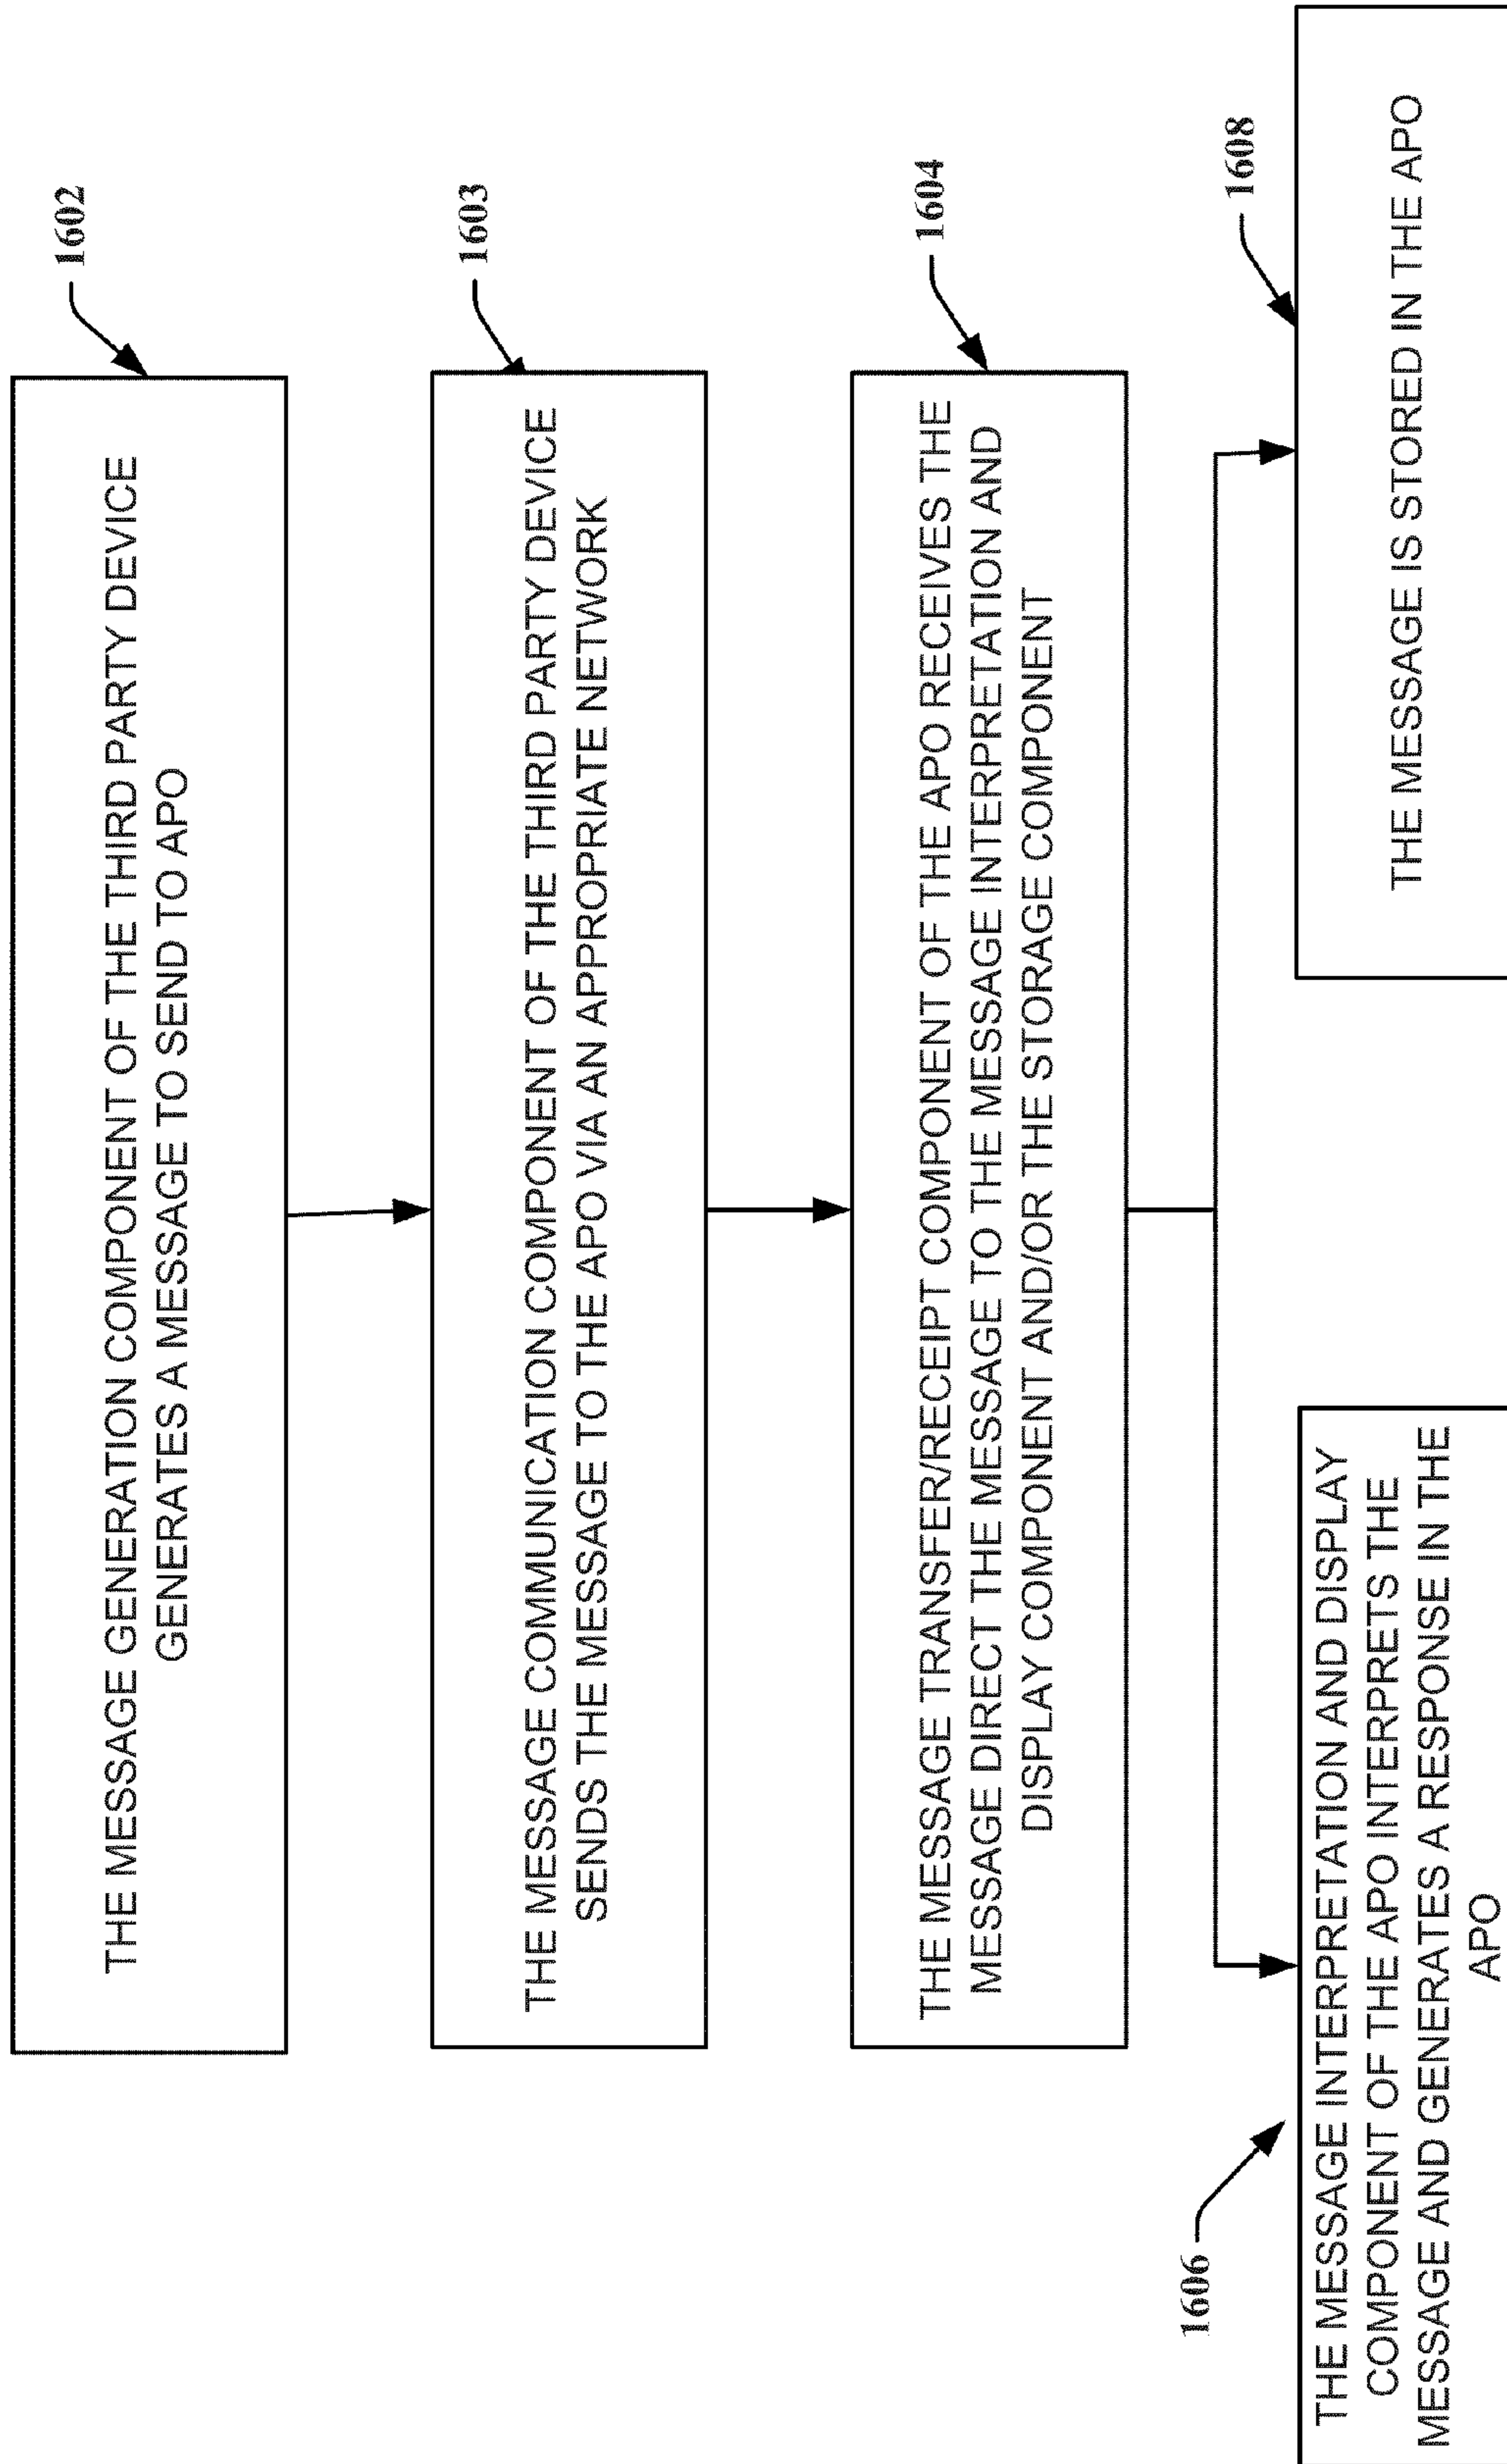 1602
THE MESSAGE GENERATION COMPONENT OF THE THIRD PARTY DEVICE
GENERATES A MESSAGE TO SEND TO APO
1603
THE MESSAGE COMMUNICATION COMPONENT OF THE THIRD PARTY DEVICE
SENDS THE MESSAGE TO THE APO VIA AN APPROPRIATE NETWORK
1604
THE MESSAGE TRANSFER/RECEIPT COMPONENT OF THE APO RECEIVES THE
MESSAGE DIRECT THE MESSAGE TO THE MESSAGE INTERPRETATION AND
DISPLAY COMPONENT AND/OR THE STORAGE COMPONENT
1606
THE MESSAGE INTERPRETATION AND DISPLAY
COMPONENT OF THE APO INTERPRETS THE
MESSAGE AND GENERATES A RESPONSE IN THE
APO
1608
THE MESSAGE IS STORED IN THE APO